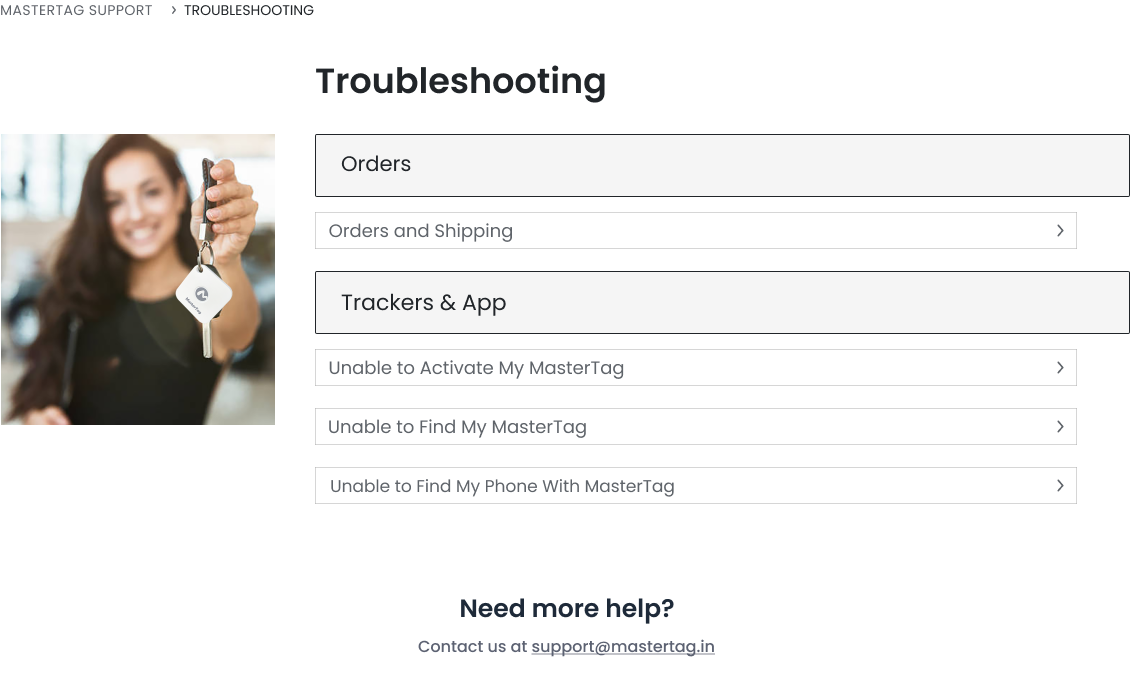 MASTERTAG SUPPORT > TROUBLESHOOTING
Troubleshooting
Orders
Orders and Shipping
Trackers & App
Unable to Activate My MasterTag
Unable to Find My MasterTag
Unable to Find My Phone With MasterTag
MasterTag
Need more help?
Contact us at support@mastertag.in